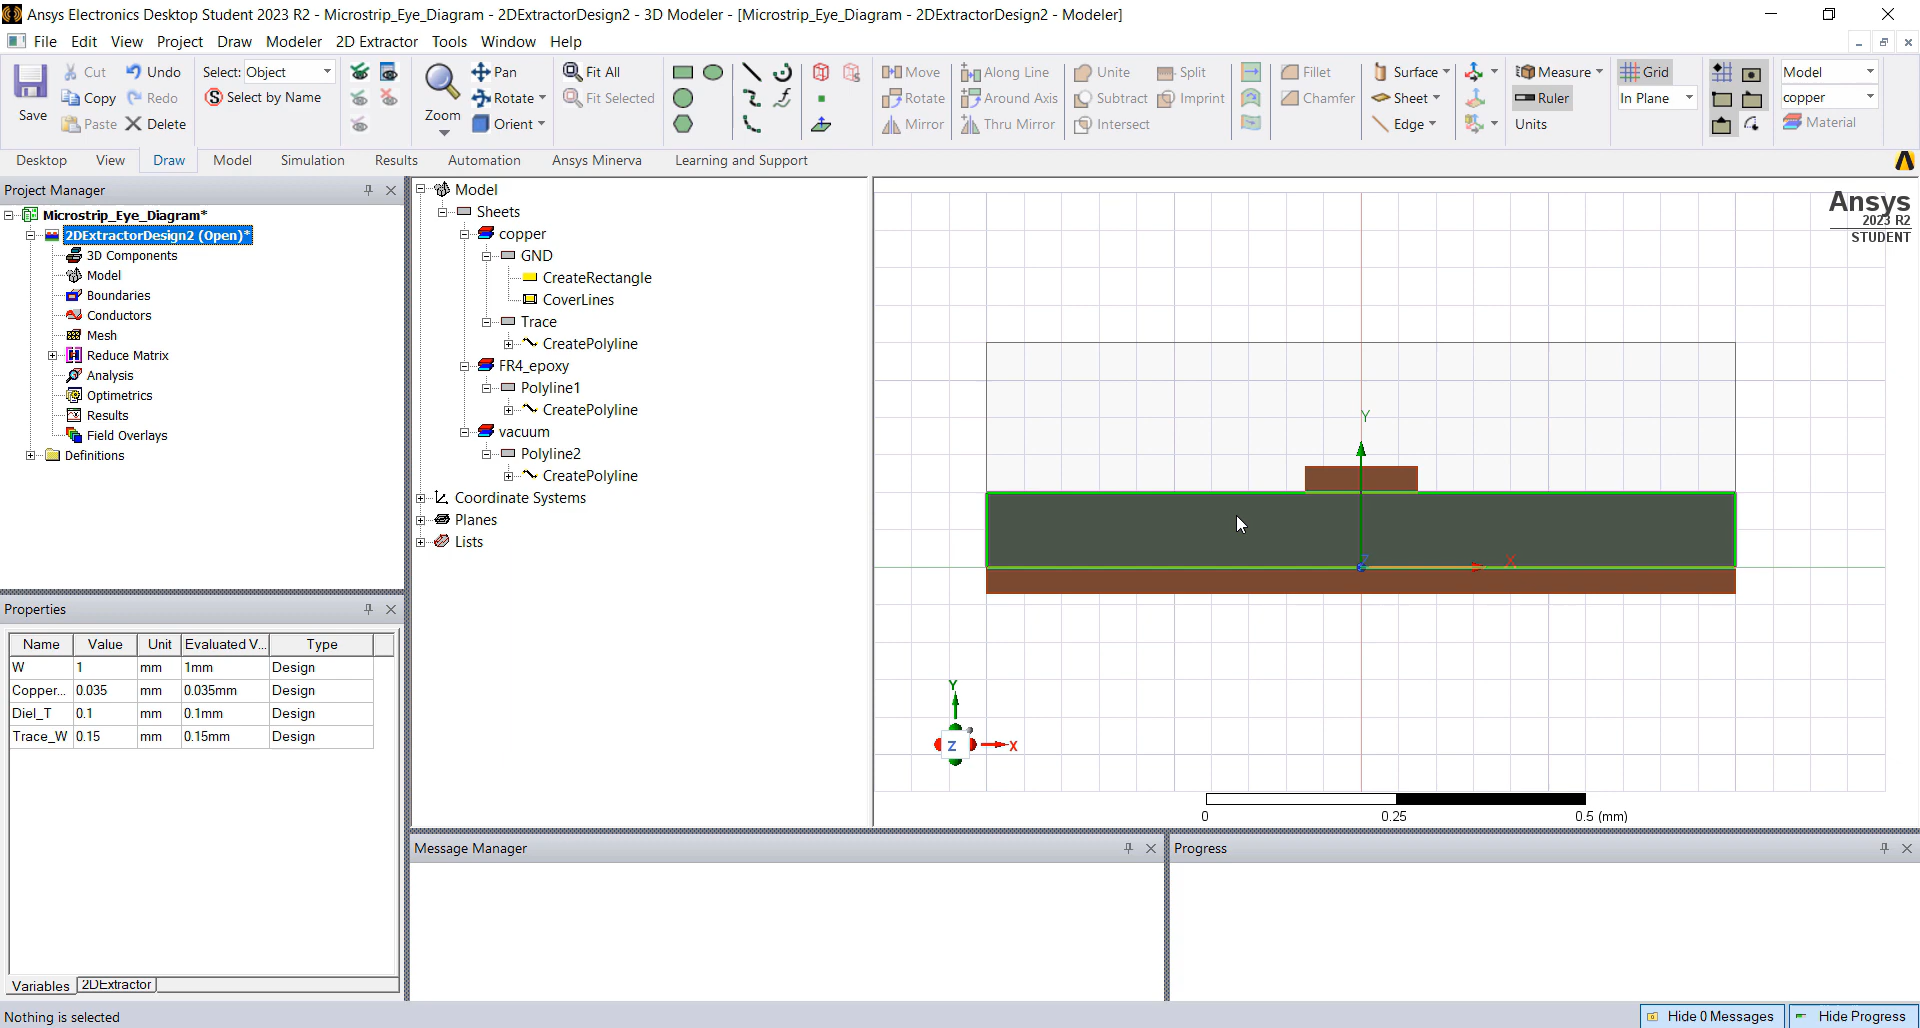 Ansys Electronics Desktop Student 2023 R2 - Microstrip_Eye_Diagram - 2DExtractorDesign2 - 3D Modeler - [Microstrip_Eye_Diagram - 2DExtractorDesign2 - Modeler]
File Edit View Project Draw Modeler 2D Extractor Tools Window Help
Save
Cut Undo
Copy Redo
Paste Delete
Select: Object
Select by Name
Zoom
Pan
Rotate
Orient
Fit All
Fit Selected
Move
Rotate
Mirror
Along Line
Around Axis
Thru Mirror
Unite Split
Subtract Imprint
Intersect
Fillet
Chamfer
Surface
Sheet
Edge
Measure
Ruler
Units
Grid
In Plane
Model
copper
Material
Desktop View Draw Model Simulation Results Automation Ansys Minerva Learning and Support
Project Manager
Microstrip_Eye_Diagram*
2DExtractorDesign2 (Open)*
3D Components
Model
Boundaries
Conductors
Mesh
Reduce Matrix
Analysis
Optimetrics
Results
Field Overlays
Definitions
Properties
Name Value Unit Evaluated V... Type
W 1 mm 1mm Design
Copper... 0.035 mm 0.035mm Design
Diel_T 0.1 mm 0.1mm Design
Trace_W 0.15 mm 0.15mm Design
Variables 2DExtractor
Model
Sheets
copper
GND
CreateRectangle
CoverLines
Trace
CreatePolyline
FR4_epoxy
Polyline1
CreatePolyline
vacuum
Polyline2
CreatePolyline
Coordinate Systems
Planes
Lists
Ansys
2023 R2
STUDENT
Y
Z
X
Y
Z
X
0 0.25 0.5 (mm)
Message Manager
Progress
Nothing is selected
Hide 0 Messages
Hide Progress